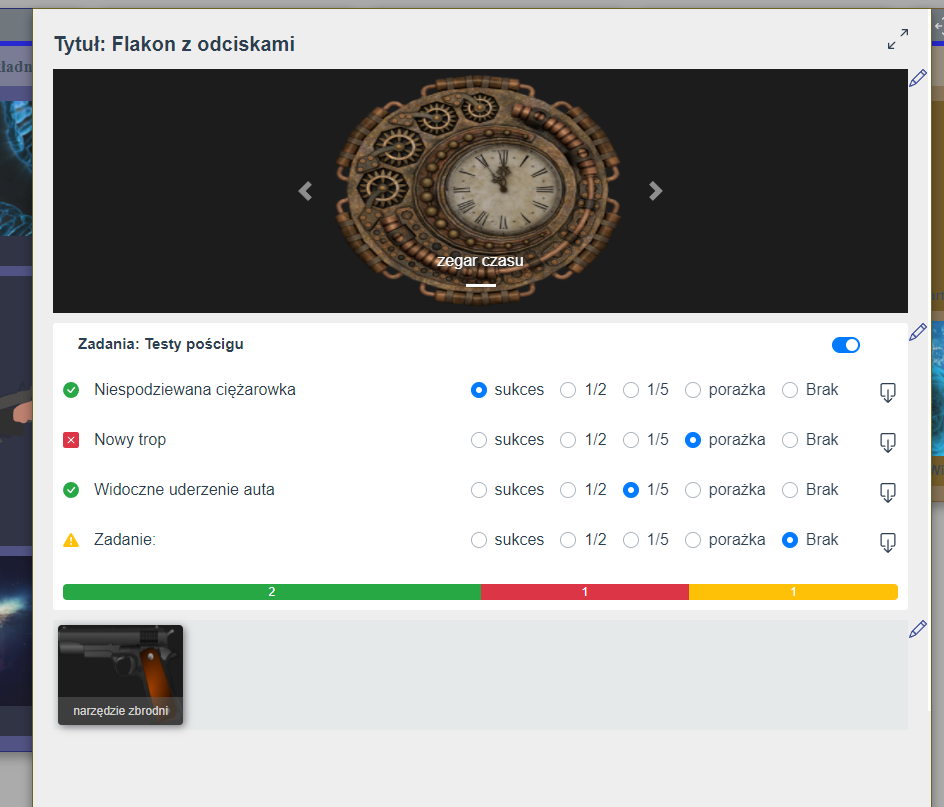 Tytuł: Flakon z odciskami
zegar czasu
Zadania: Testy pościgu
Niespodziewana ciężarowka sukces 1/2 1/5 porażka Brak
Nowy trop sukces 1/2 1/5 porażka Brak
Widoczne uderzenie auta sukces 1/2 1/5 porażka Brak
Zadanie: sukces 1/2 1/5 porażka Brak
2 1 1
narzędzie zbrodni